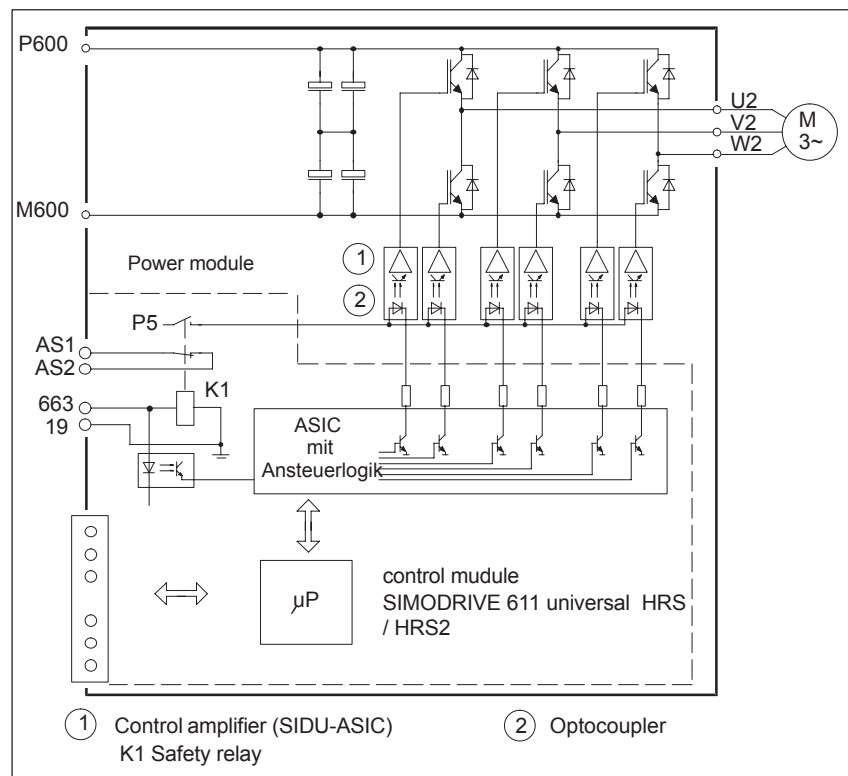 P600
U2
V2
W2
M
3~
M600
Power module
1
2
P5
AS1
AS2
K1
663
19
ASIC
mit
Ansteuerlogik
µP
control mudule
SIMODRIVE 611 universal HRS
/ HRS2
1 Control amplifier (SIDU-ASIC)
2 Optocoupler
K1 Safety relay